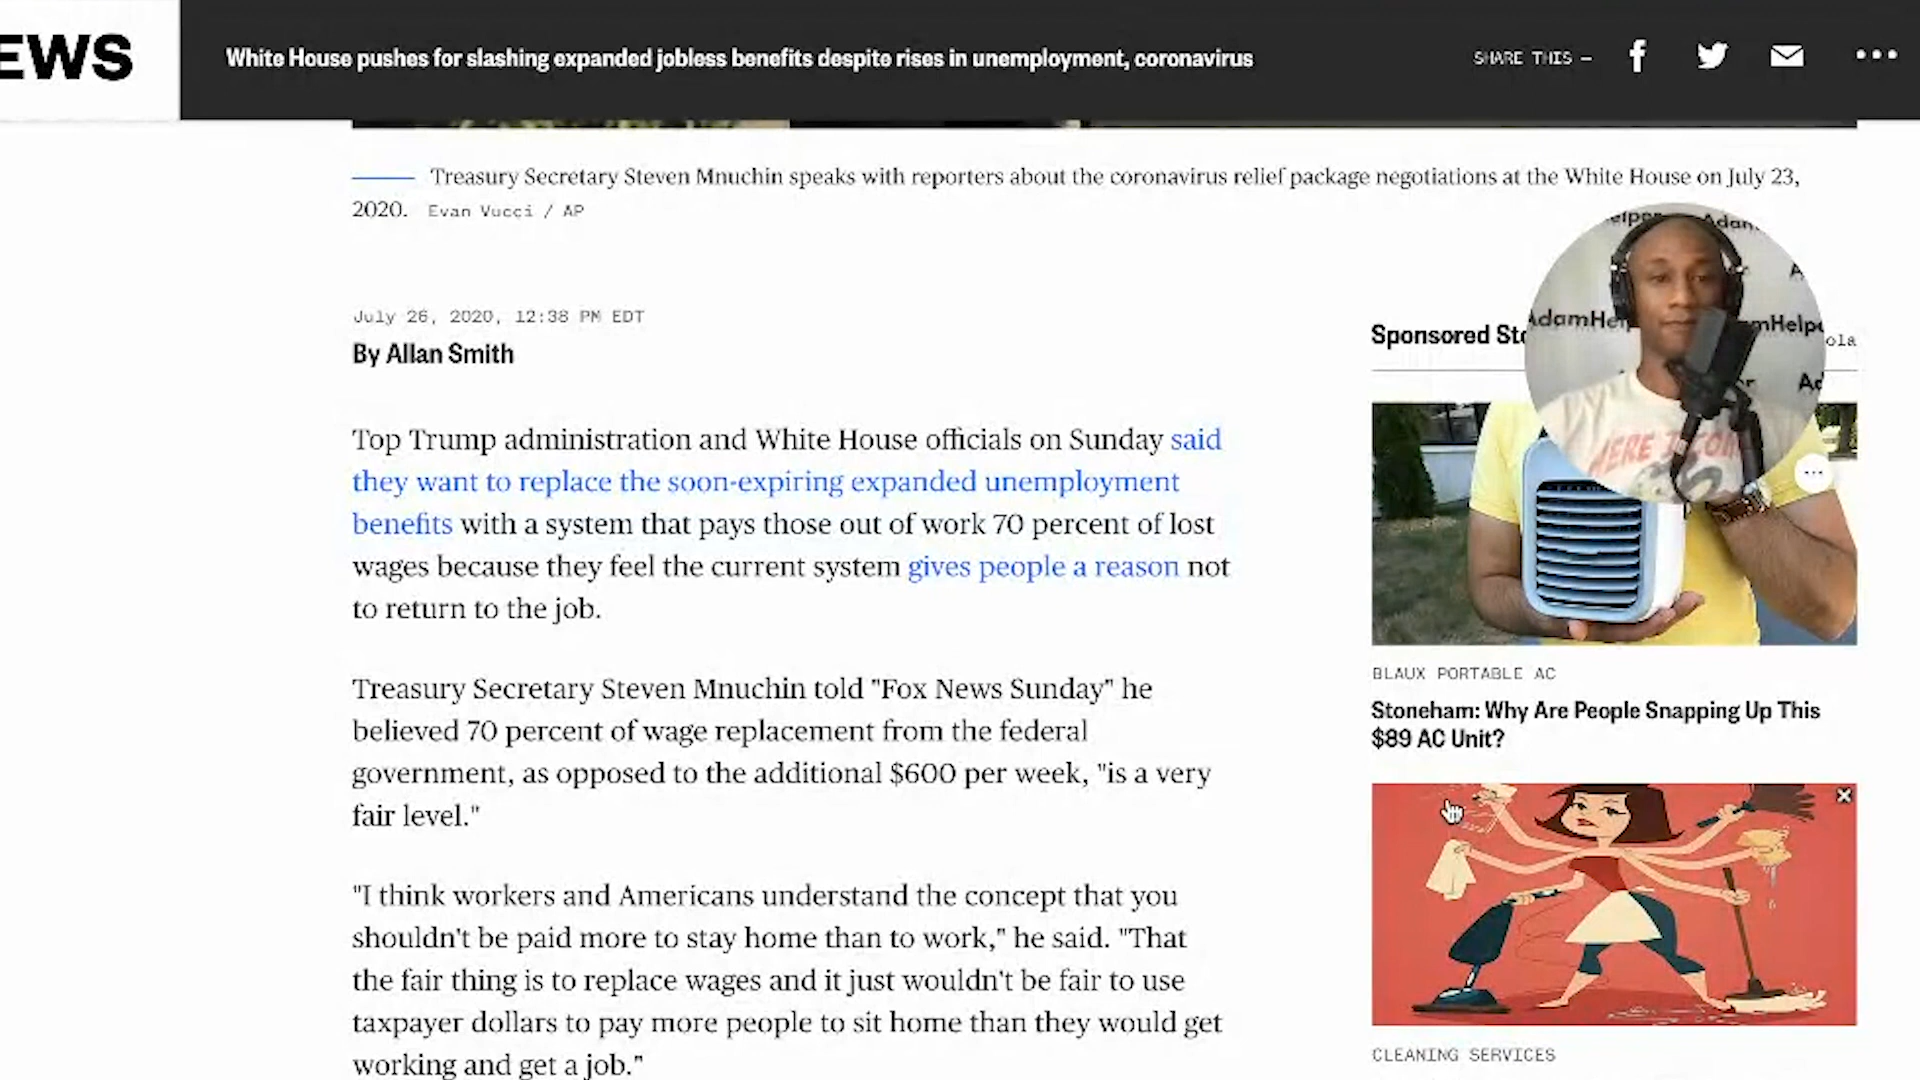 EWS
White House pushes for slashing expanded jobless benefits despite rises in unemployment, coronavirus
SHARE THIS —
Treasury Secretary Steven Mnuchin speaks with reporters about the coronavirus relief package negotiations at the White House on July 23,
2020. Evan Vucci / AP
July 26, 2020, 12:38 PM EDT
By Allan Smith
Top Trump administration and White House officials on Sunday said
they want to replace the soon-expiring expanded unemployment
benefits with a system that pays those out of work 70 percent of lost
wages because they feel the current system gives people a reason not
to return to the job.
Treasury Secretary Steven Mnuchin told "Fox News Sunday" he
believed 70 percent of wage replacement from the federal
government, as opposed to the additional $600 per week, "is a very
fair level."
"I think workers and Americans understand the concept that you
shouldn't be paid more to stay home than to work," he said. "That
the fair thing is to replace wages and it just wouldn't be fair to use
taxpayer dollars to pay more people to sit home than they would get
working and get a job."
Sponsored Sto
ola
elper Adam
AdamHel mHelpe
HERE
BLAUX PORTABLE AC
Stoneham: Why Are People Snapping Up This
$89 AC Unit?
CLEANING SERVICES